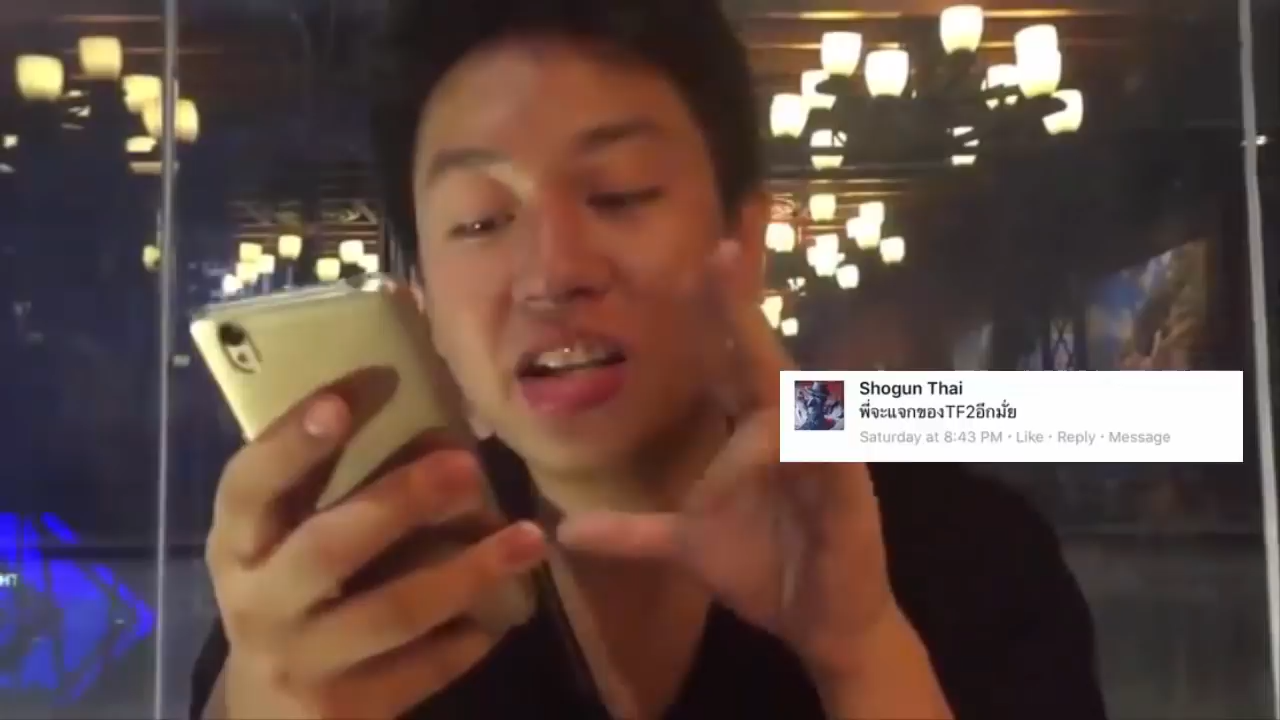 Shogun Thai
พี่จะแจกของTF2อีกมั่ย
Saturday at 8:43 PM · Like · Reply · Message
HT